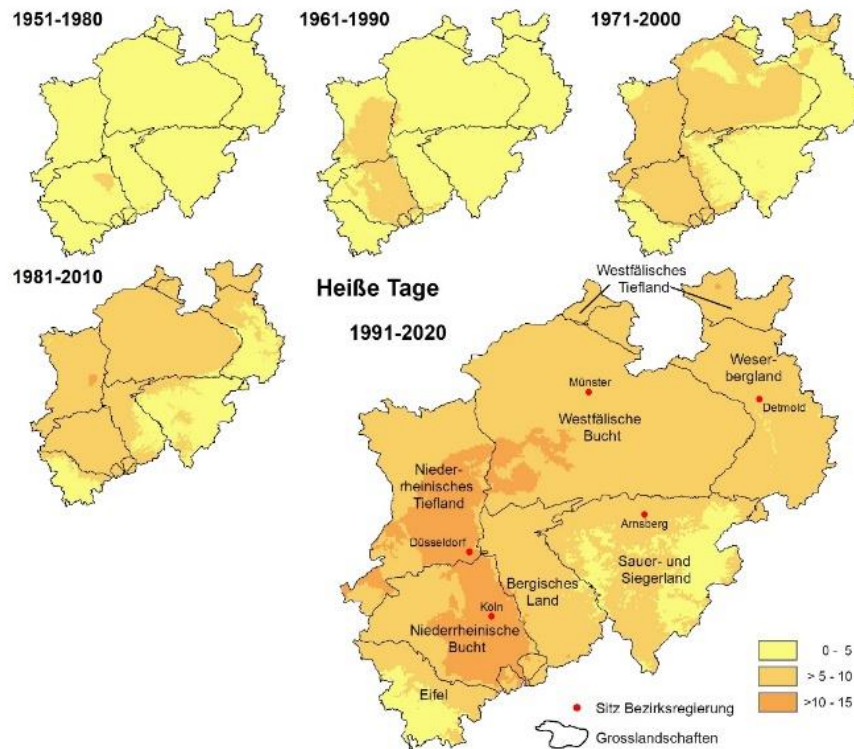 1951-1980
1961-1990
1971-2000
1981-2010
Heiße Tage
1991-2020
Westfälisches
Tiefland
Weser-
bergland
Münster
Detmold
Westfälische
Bucht
Nieder-
rheinisches
Tiefland
Arnsberg
Düsseldorf
Sauer- und
Siegerland
Bergisches
Land
Köln
Niederrheinische
Bucht
Eifel
0 - 5
> 5 - 10
>10 - 15
Sitz Bezirksregierung
Grosslandschaften